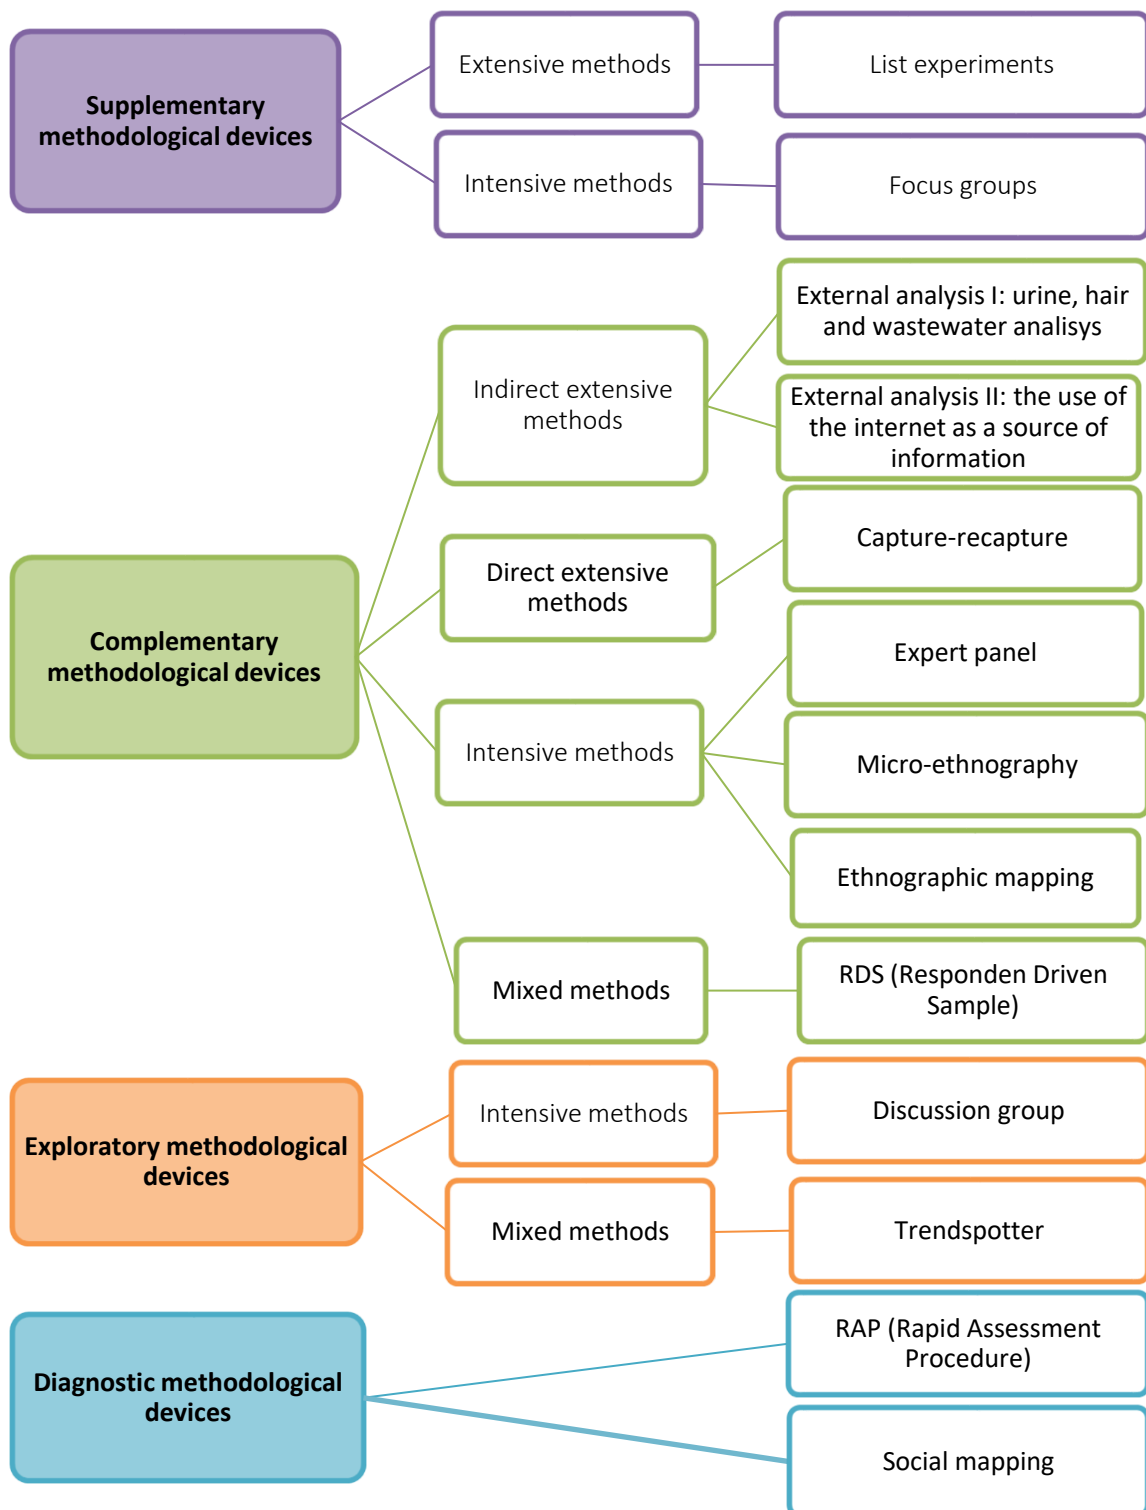 Supplementary
methodological devices
Extensive methods
List experiments
Intensive methods
Focus groups
Complementary
methodological devices
Indirect extensive
methods
External analysis I: urine, hair
and wastewater analisys
External analysis II: the use of
the internet as a source of
information
Direct extensive
methods
Capture-recapture
Intensive methods
Expert panel
Micro-ethnography
Ethnographic mapping
Mixed methods
RDS (Responden Driven
Sample)
Exploratory methodological
devices
Intensive methods
Discussion group
Mixed methods
Trendspotter
Diagnostic methodological
devices
RAP (Rapid Assessment
Procedure)
Social mapping